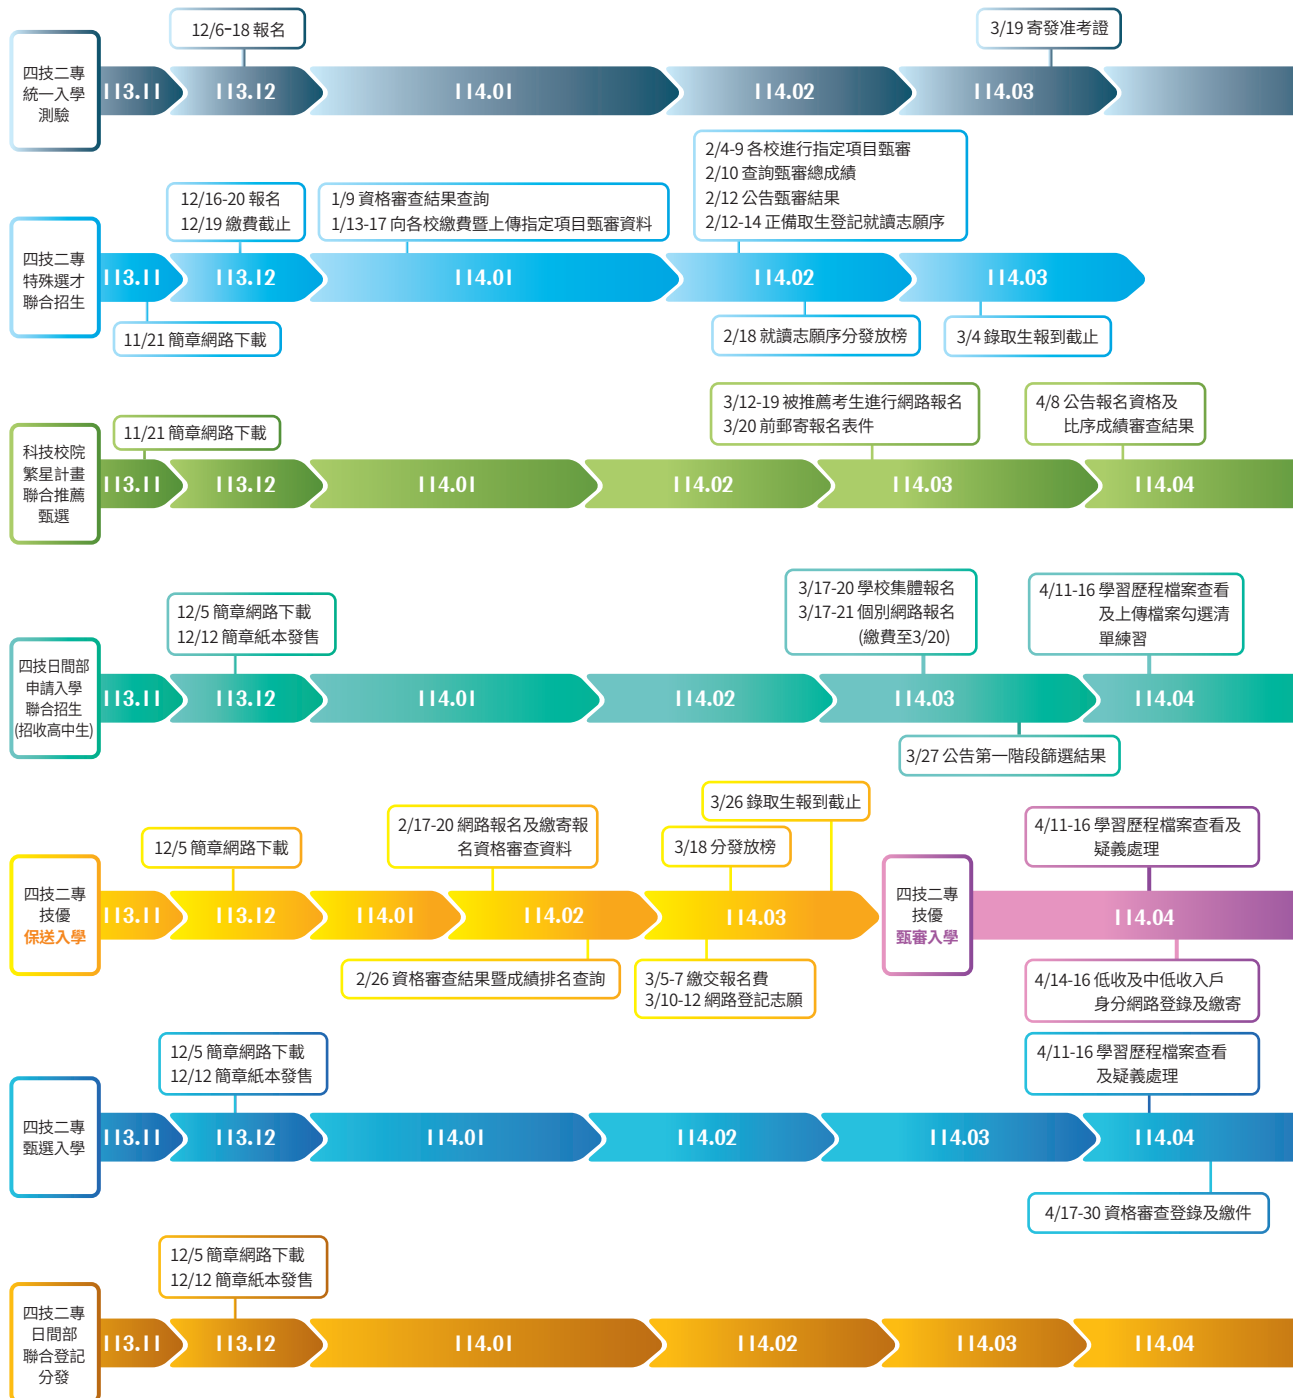 12/6-18 報名
3/19 寄發准考證
四技二專
統一入學
測驗
113.11
113.12
114.01
114.02
114.03
2/4-9 各校進行指定項目甄審
2/10 查詢甄審總成績
2/12 公告甄審結果
2/12-14 正備取生登記就讀志願序
12/16-20 報名
12/19 繳費截止
1/9 資格審查結果查詢
1/13-17 向各校繳費暨上傳指定項目甄審資料
四技二專
特殊選才
聯合招生
113.11
113.12
114.01
114.02
114.03
11/21 簡章網路下載
2/18 就讀志願序分發放榜
3/4 錄取生報到截止
11/21 簡章網路下載
3/12-19 被推薦考生進行網路報名
3/20 前郵寄報名表件
4/8 公告報名資格及
比序成績審查結果
科技校院
繁星計畫
聯合推薦
甄選
113.11
113.12
114.01
114.02
114.03
114.04
12/5 簡章網路下載
12/12 簡章紙本發售
3/17-20 學校集體報名
3/17-21 個別網路報名
(繳費至3/20)
4/11-16 學習歷程檔案查看
及上傳檔案勾選清
單練習
四技日間部
申請入學
聯合招生
(招收高中生)
113.11
113.12
114.01
114.02
114.03
114.04
3/27 公告第一階段篩選結果
12/5 簡章網路下載
2/17-20 網路報名及繳寄報
名資格審查資料
3/18 分發放榜
3/26 錄取生報到截止
4/11-16 學習歷程檔案查看及
疑義處理
四技二專
技優
保送入學
113.11
113.12
114.01
114.02
114.03
四技二專
技優
甄審入學
114.04
2/26 資格審查結果暨成績排名查詢
3/5-7 繳交報名費
3/10-12 網路登記志願
4/14-16 低收及中低收入戶
身分網路登錄及繳寄
12/5 簡章網路下載
12/12 簡章紙本發售
4/11-16 學習歷程檔案查看
及疑義處理
四技二專
甄選入學
113.11
113.12
114.01
114.02
114.03
114.04
4/17-30 資格審查登錄及繳件
12/5 簡章網路下載
12/12 簡章紙本發售
四技二專
日間部
聯合登記
分發
113.11
113.12
114.01
114.02
114.03
114.04